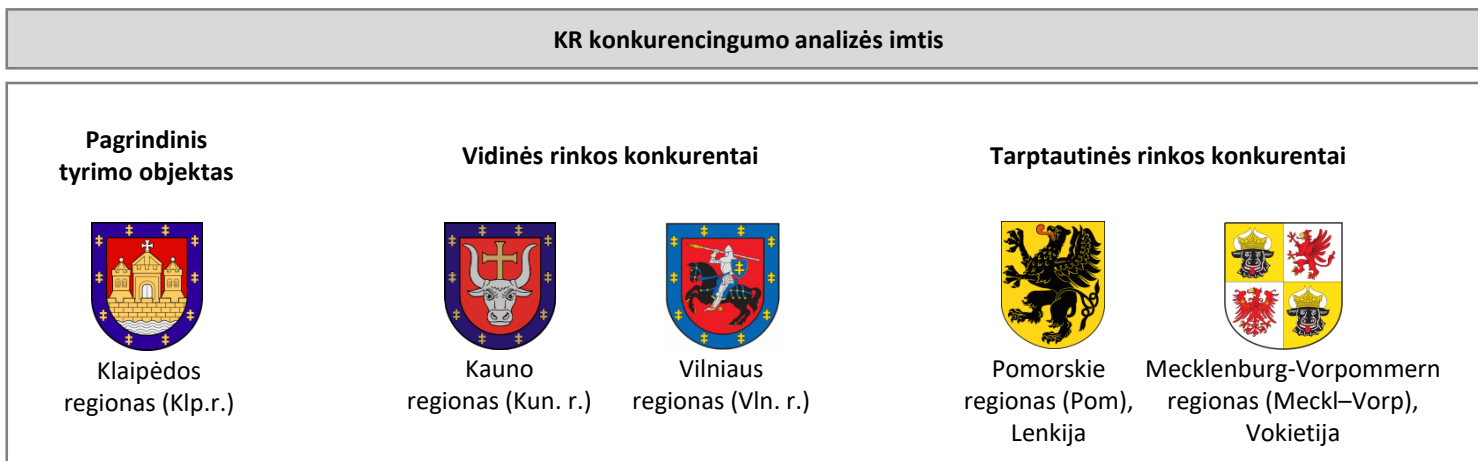 KR konkurencingumo analizės imtis
Pagrindinis
tyrimo objektas
Vidinės rinkos konkurentai
Tarptautinės rinkos konkurentai
Klaipėdos
regionas (Klp.r.)
Kauno
regionas (Kun. r.)
Vilniaus
regionas (Vln. r.)
Pomorskie
regionas (Pom),
Lenkija
Mecklenburg-Vorpommern
regionas (Meckl–Vorp),
Vokietija